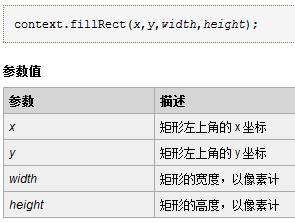 context.fillRect(x,y,width,height);
参数值
参数 描述
x 矩形左上角的 x 坐标
y 矩形左上角的 y 坐标
width 矩形的宽度，以像素计
height 矩形的高度，以像素计